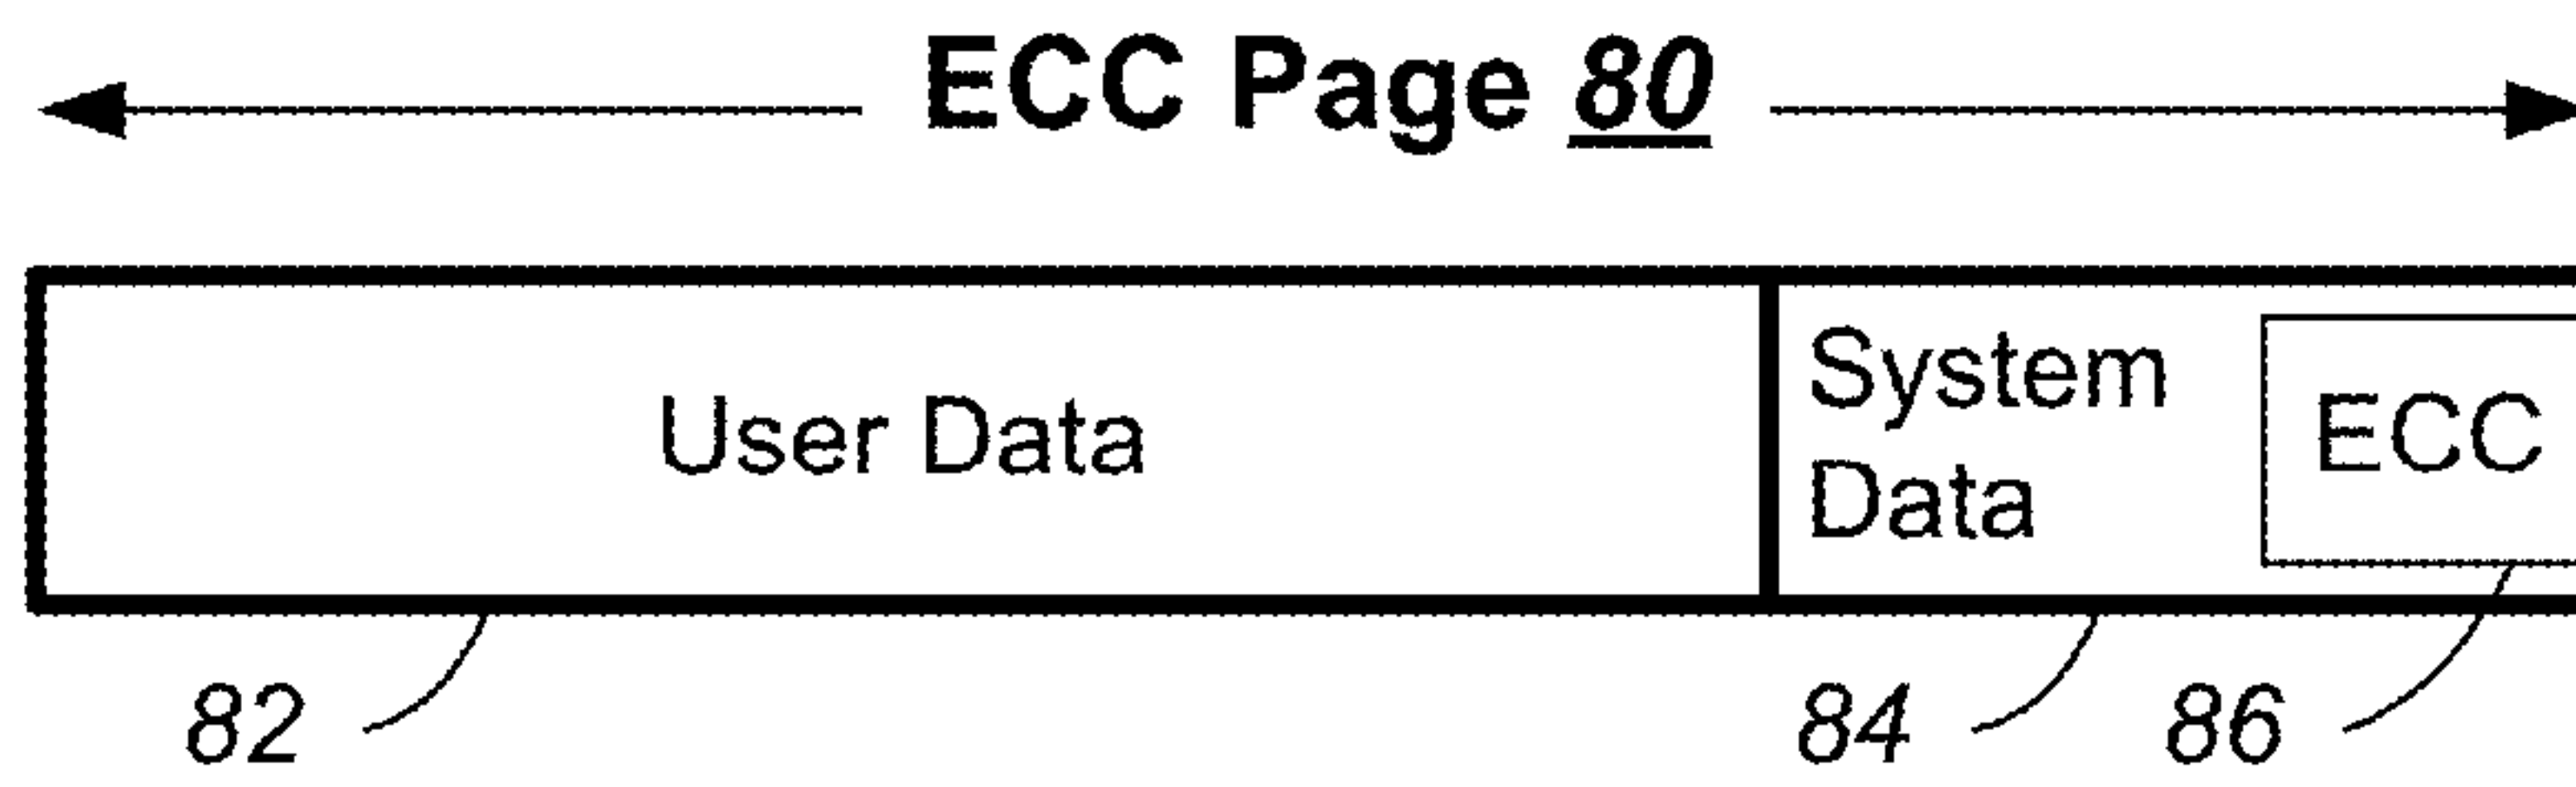 ECC Page 80
User Data
System
Data
ECC
82
84
86